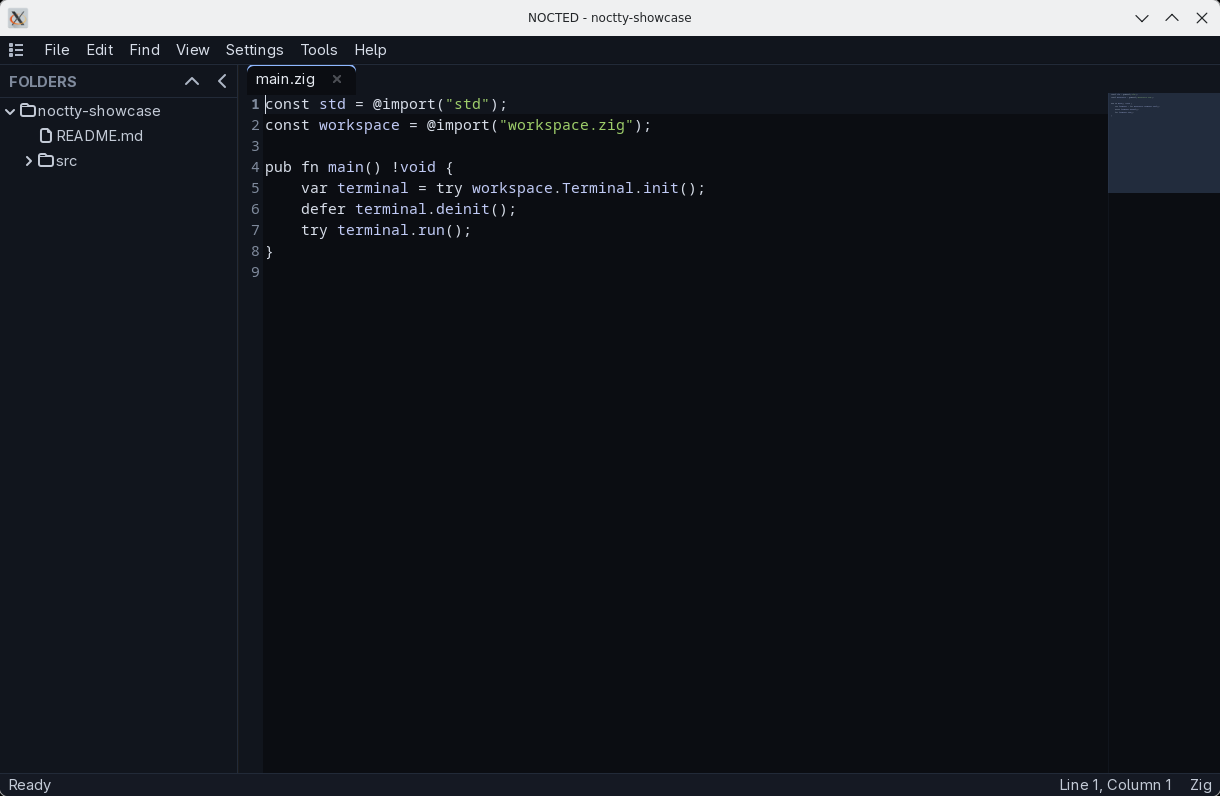 NOCTED - noctty-showcase
File Edit Find View Settings Tools Help
FOLDERS
main.zig
noctty-showcase
README.md
src
1 const std = @import("std");
2 const workspace = @import("workspace.zig");
3
4 pub fn main() !void {
5     var terminal = try workspace.Terminal.init();
6     defer terminal.deinit();
7     try terminal.run();
8 }
9
Ready
Line 1, Column 1 Zig